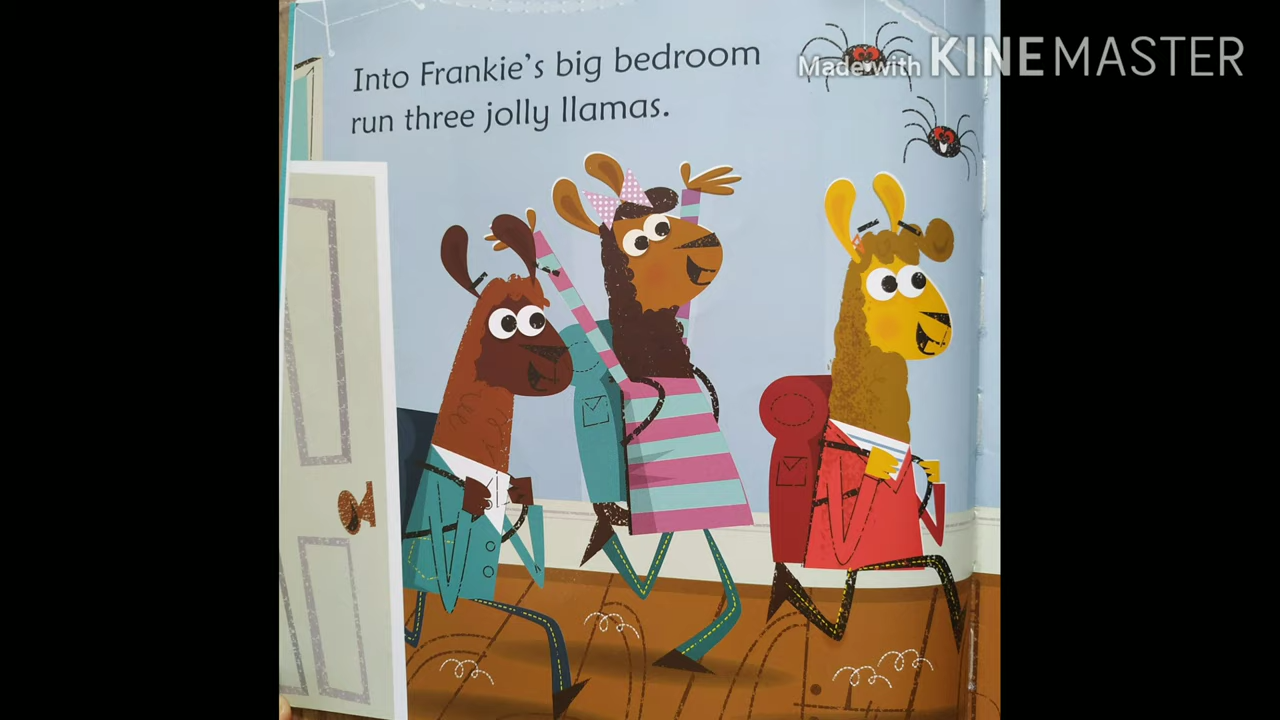 Into Frankie's big bedroom
run three jolly llamas.
Made with KINEMASTER